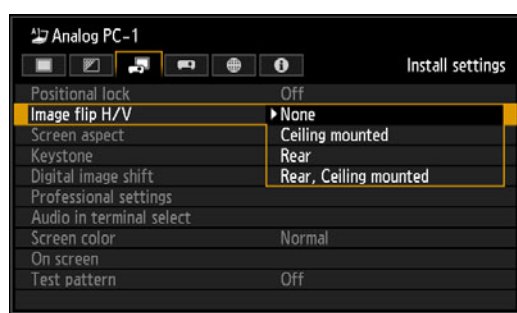 Analog PC-1
Install settings
Positional lock Off
Image flip H/V None
Screen aspect Ceiling mounted
Keystone Rear
Digital image shift Rear, Ceiling mounted
Professional settings
Audio in terminal select
Screen color Normal
On screen
Test pattern Off